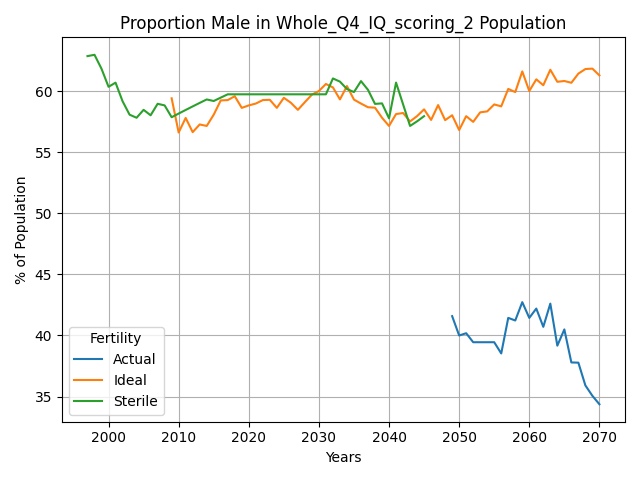 Proportion Male in Whole_Q4_IQ_scoring_2 Population
% of Population
60
55
50
45
40
35
Fertility
Actual
Ideal
Sterile
2000 2010 2020 2030 2040 2050 2060 2070
Years